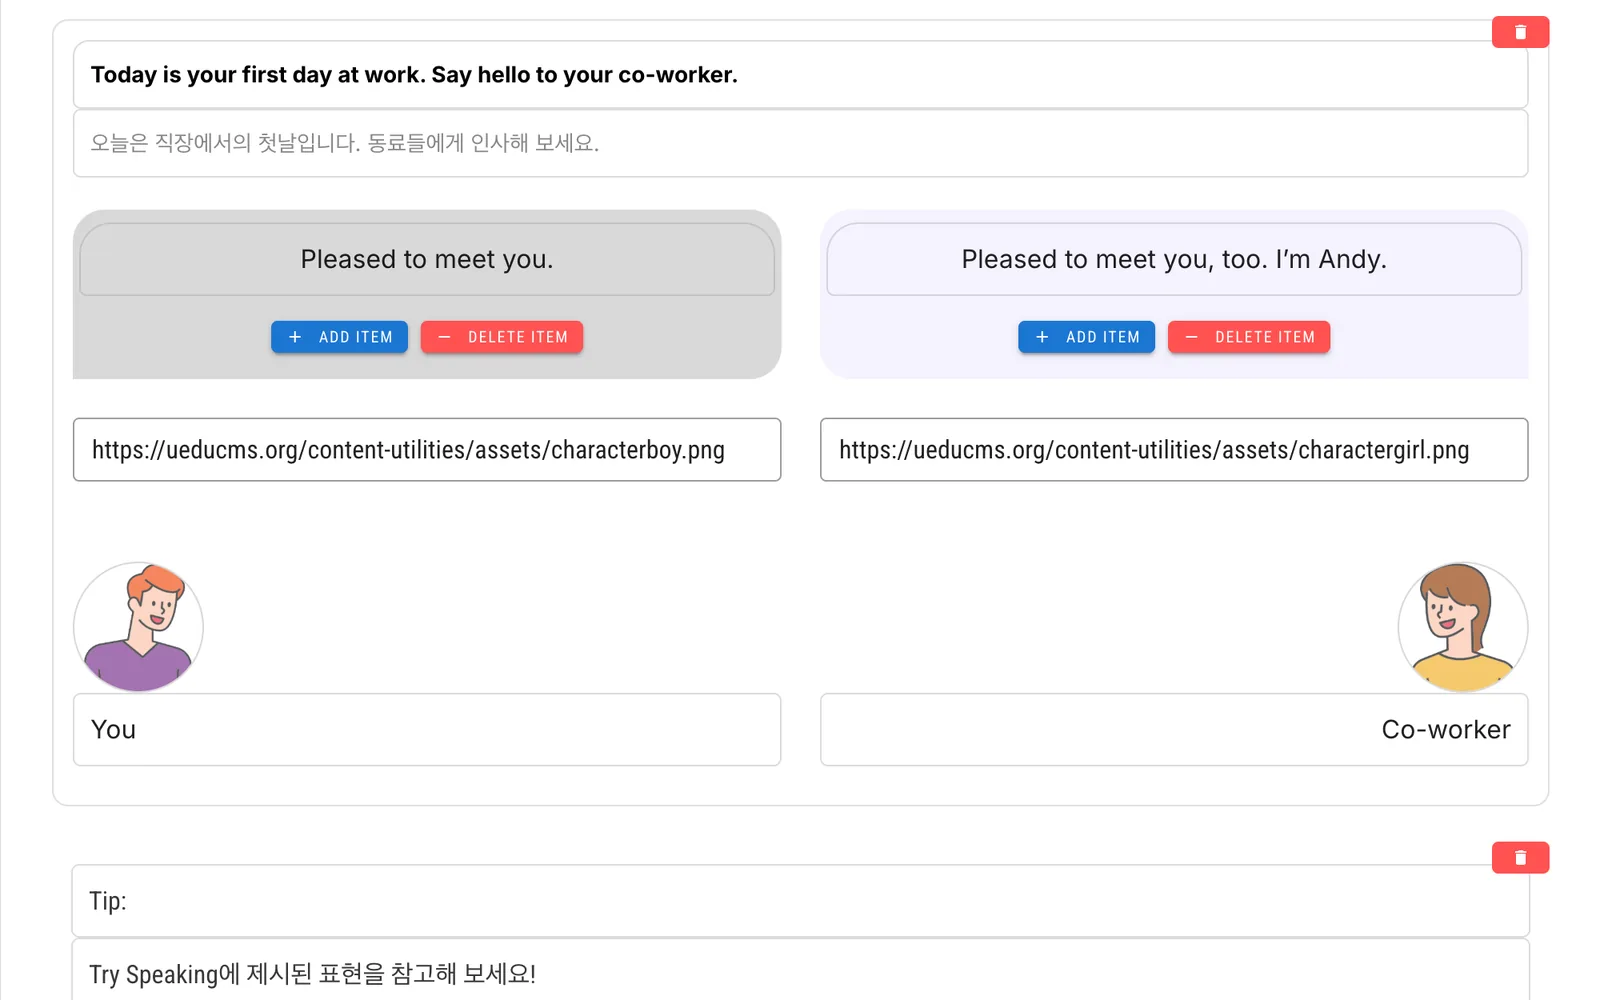 Today is your first day at work. Say hello to your co-worker.
오늘은 직장에서의 첫날입니다. 동료들에게 인사해 보세요.
Pleased to meet you.
+ ADD ITEM
− DELETE ITEM
Pleased to meet you, too. I’m Andy.
+ ADD ITEM
− DELETE ITEM
https://ueducms.org/content-utilities/assets/characterboy.png
https://ueducms.org/content-utilities/assets/charactergirl.png
You
Co-worker
Tip:
Try Speaking에 제시된 표현을 참고해 보세요!